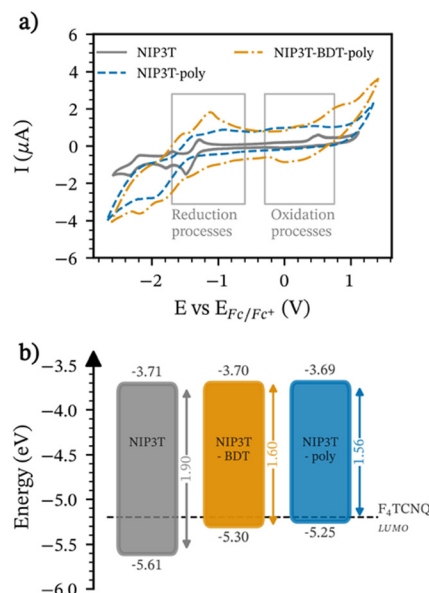 a)
NIP3T
NIP3T-BDT-poly
NIP3T-poly
6
4
2
0
−2
−4
−6
I (μA)
Reduction
processes
Oxidation
processes
−2
−1
0
1
E vs E_{Fc/Fc⁺} (V)
b)
−3.5
−4.0
−4.5
−5.0
−5.5
−6.0
Energy (eV)
-3.71
-3.70
-3.69
NIP3T
NIP3T
- BDT
NIP3T
- poly
1.90
1.60
1.56
F₄TCNQ
LUMO
-5.61
-5.30
-5.25